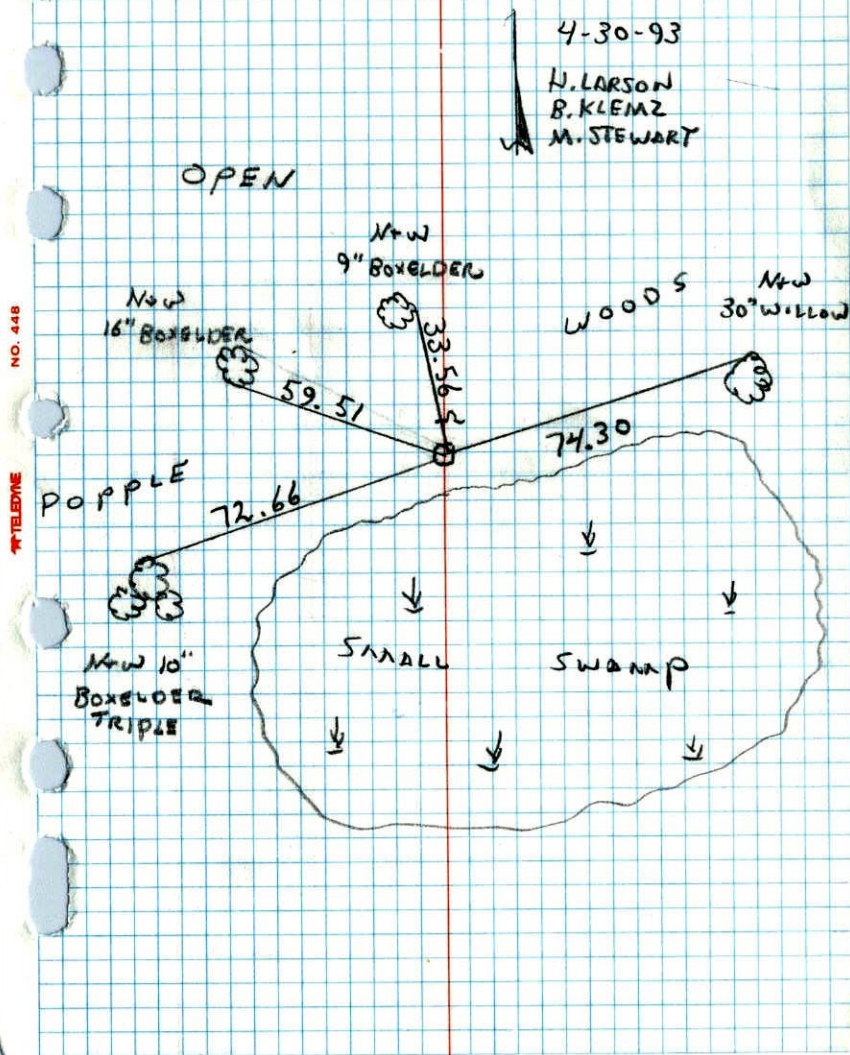 4-30-93
H. LARSON
B. KLEMZ
M. STEWART
OPEN
N+W
9" BOXELDER
N+W
16" BOXELDER
WOODS
N+W
30" WILLOW
33.56
59.51
74.30
POPPLE
72.66
N+W 10"
BOXELDER
TRIPLE
SMALL SWAMP
NO. 448
TELEDYNE